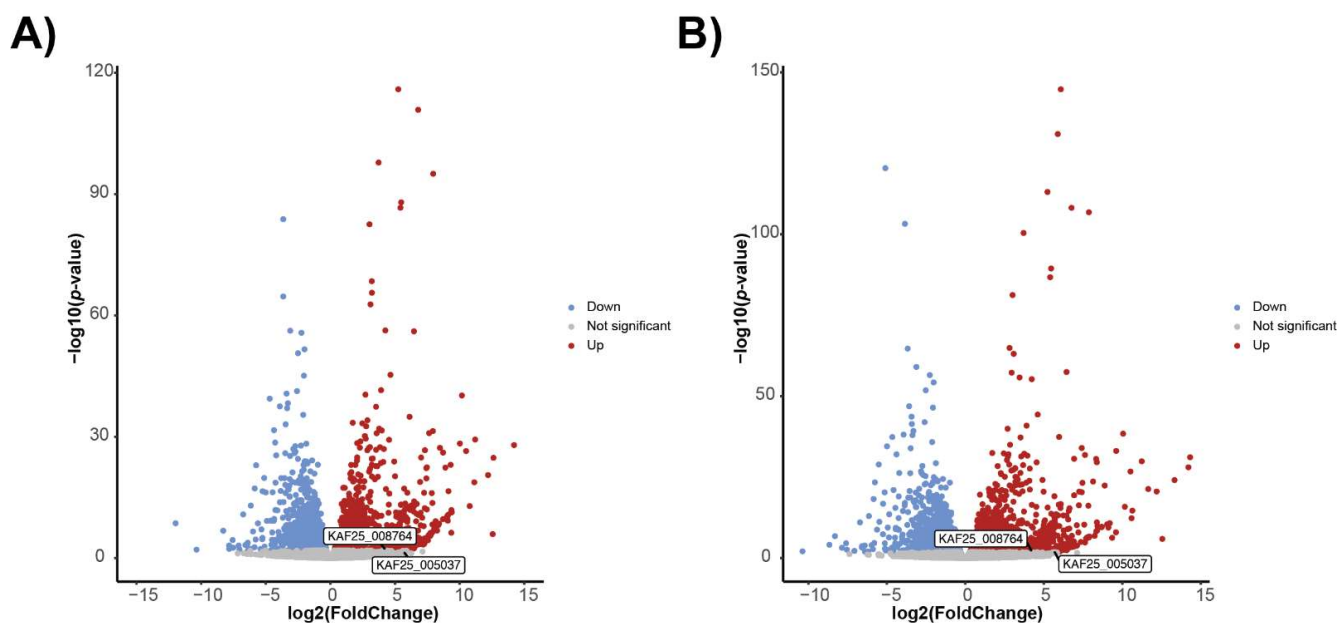 A)
120
90
60
30
0
−log10(p-value)
KAF25_008764
KAF25_005037
−15
−10
−5
0
5
10
15
log2(FoldChange)
Down
Not significant
Up
B)
150
100
50
0
−log10(p-value)
KAF25_008764
KAF25_005037
−10
−5
0
5
10
15
log2(FoldChange)
Down
Not significant
Up